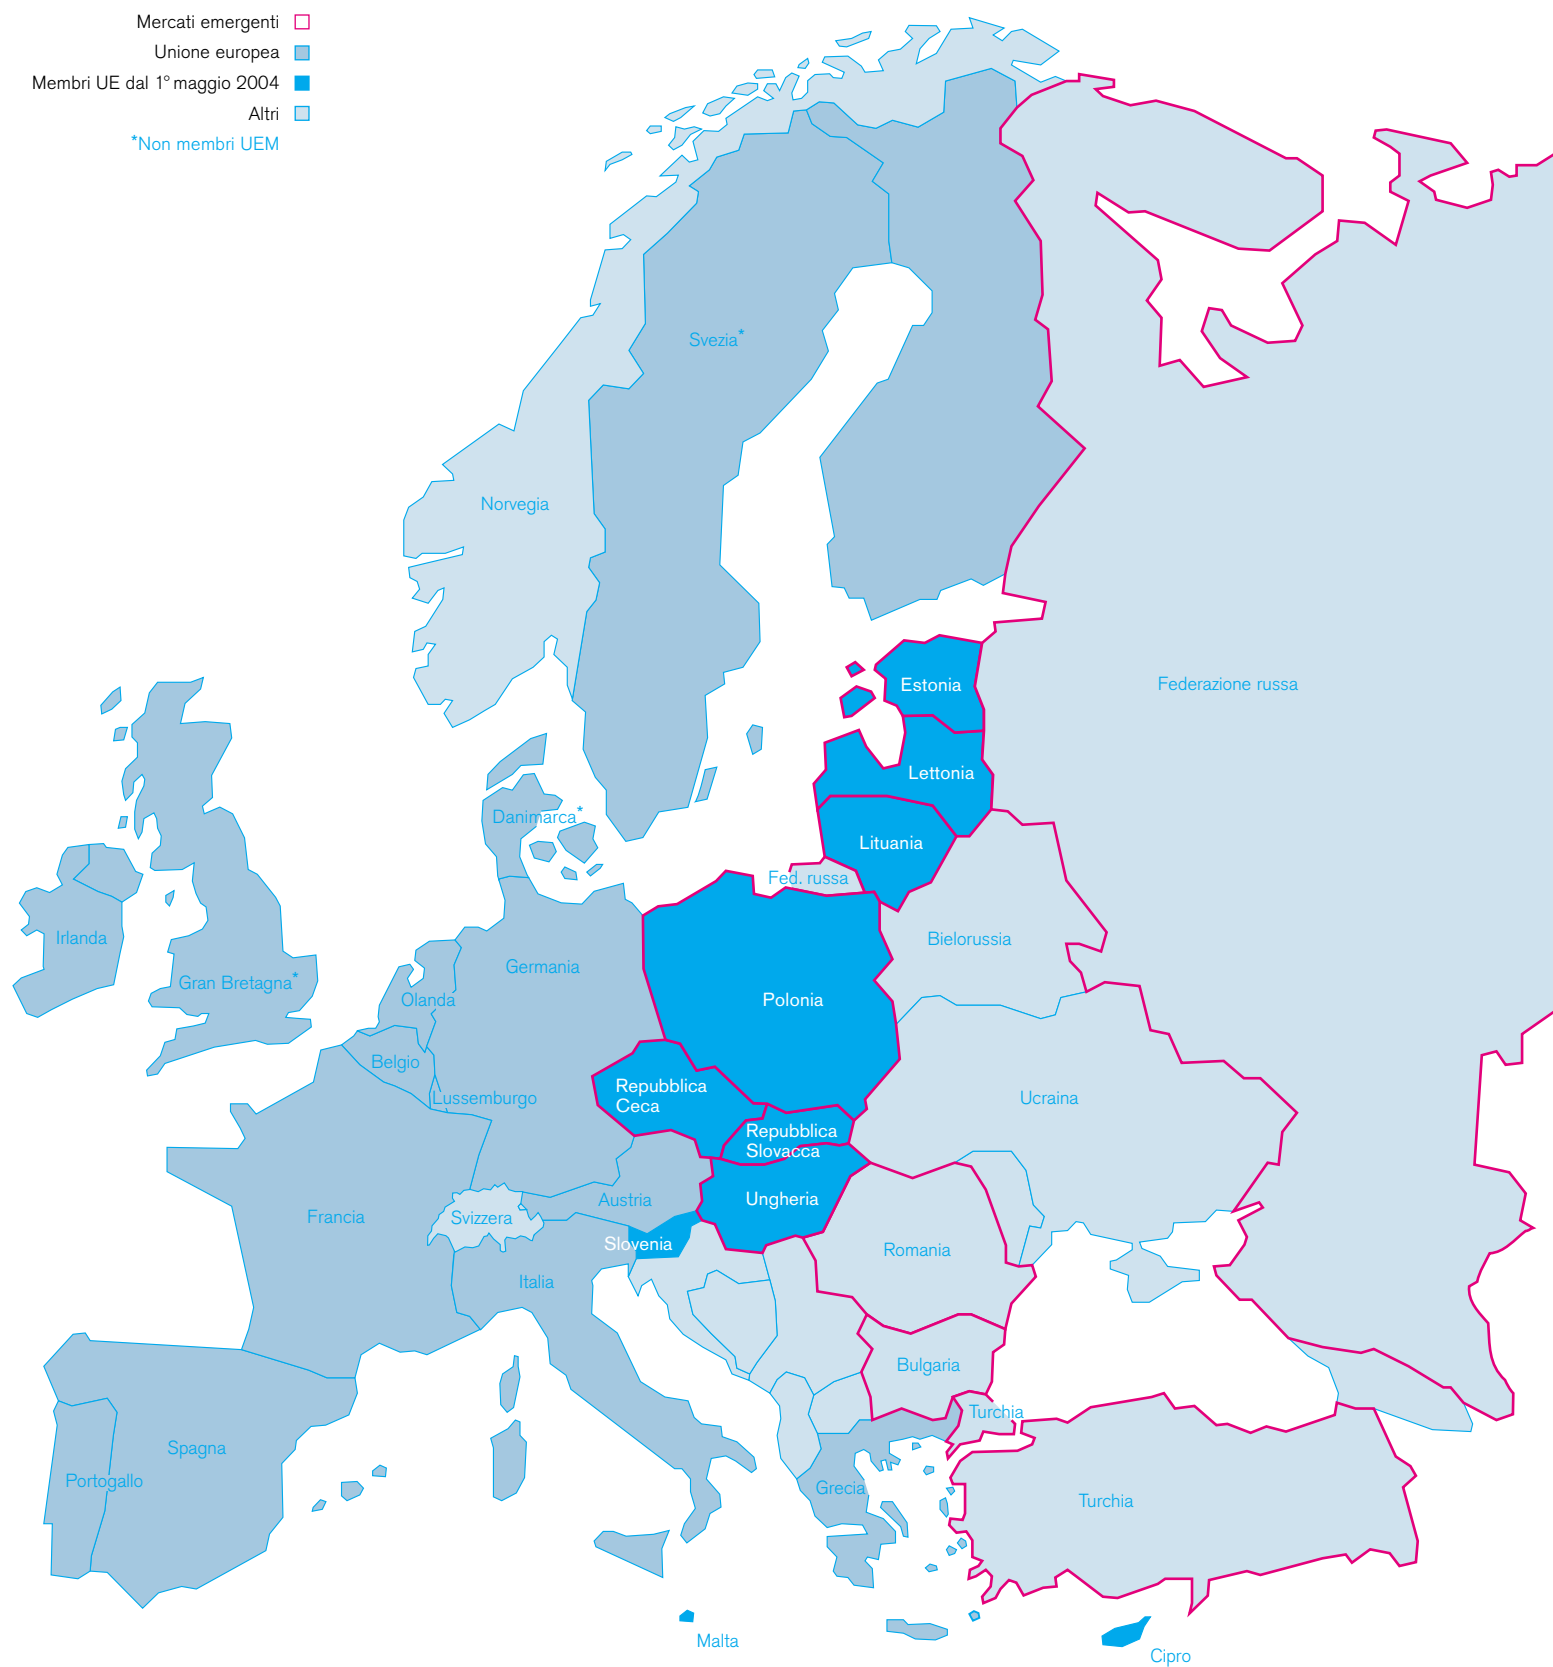 Mercati emergenti
Unione europea
Membri UE dal 1° maggio 2004
Altri
*Non membri UEM
Svezia*
Norvegia
Estonia
Federazione russa
Lettonia
Danimarca*
Lituania
Fed. russa
Irlanda
Bielorussia
Germania
Gran Bretagna*
Olanda
Polonia
Belgio
Repubblica
Ceca
Lussemburgo
Ucraina
Repubblica
Slovacca
Austria
Ungheria
Francia
Svizzera
Slovenia
Romania
Italia
Bulgaria
Turchia
Spagna
Portogallo
Grecia
Turchia
Malta
Cipro